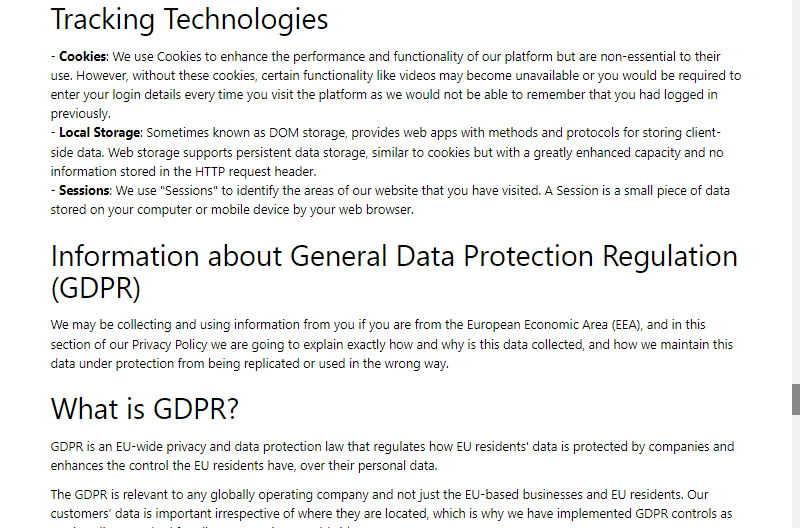 Tracking Technologies
- Cookies: We use Cookies to enhance the performance and functionality of our platform but are non-essential to their
use. However, without these cookies, certain functionality like videos may become unavailable or you would be required to
enter your login details every time you visit the platform as we would not be able to remember that you had logged in
previously.
- Local Storage: Sometimes known as DOM storage, provides web apps with methods and protocols for storing client-
side data. Web storage supports persistent data storage, similar to cookies but with a greatly enhanced capacity and no
information stored in the HTTP request header.
- Sessions: We use "Sessions" to identify the areas of our website that you have visited. A Session is a small piece of data
stored on your computer or mobile device by your web browser.
Information about General Data Protection Regulation
(GDPR)
We may be collecting and using information from you if you are from the European Economic Area (EEA), and in this
section of our Privacy Policy we are going to explain exactly how and why is this data collected, and how we maintain this
data under protection from being replicated or used in the wrong way.
What is GDPR?
GDPR is an EU-wide privacy and data protection law that regulates how EU residents' data is protected by companies and
enhances the control the EU residents have, over their personal data.
The GDPR is relevant to any globally operating company and not just the EU-based businesses and EU residents. Our
customers’ data is important irrespective of where they are located, which is why we have implemented GDPR controls as